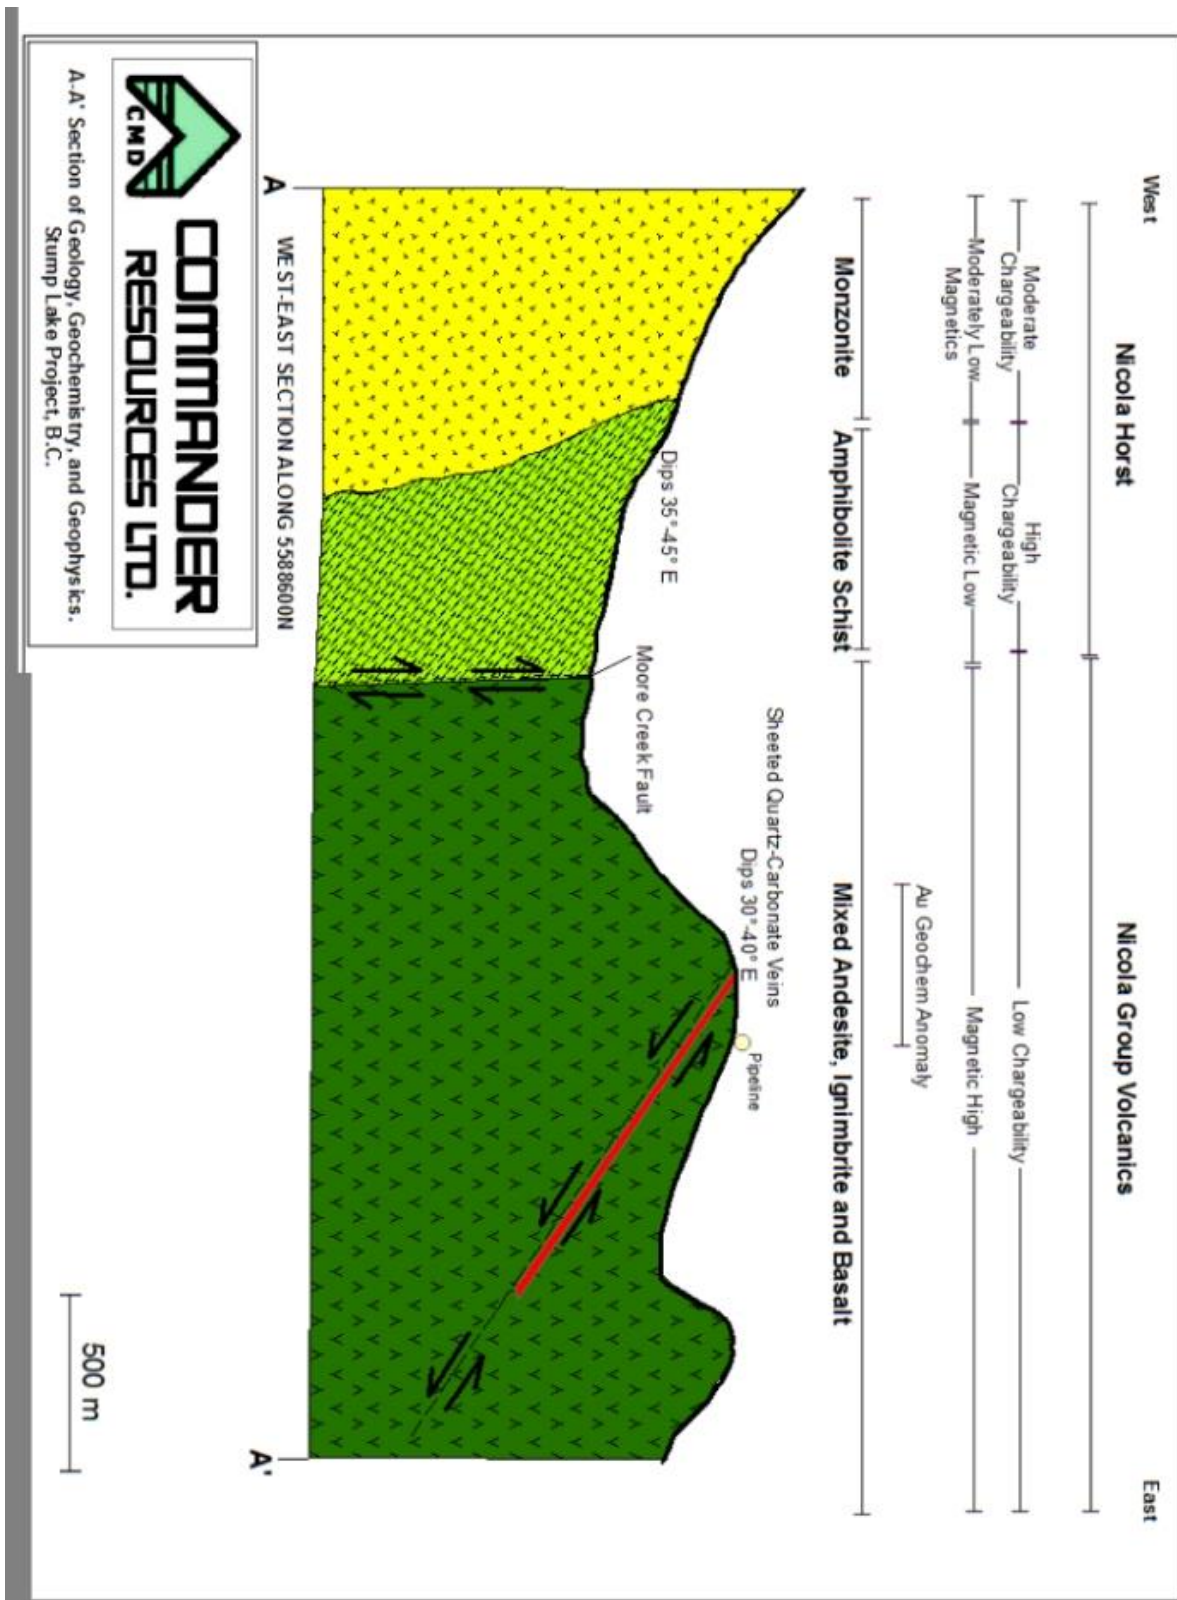 West
East
Nicola Horst
Nicola Group Volcanics
Moderate
Chargeability
High
Chargeability
Low Chargeability
Moderately Low
Magnetics
Magnetic Low
Magnetic High
Au Geochem Anomaly
Monzonite
Amphibolite Schist
Mixed Andesite, Ignimbrite and Basalt
Sheeted Quartz-Carbonate Veins
Dips 30°-40° E
Pipeline
Dips 35°-45° E
Moore Creek Fault
A
A'
WEST-EAST SECTION ALONG 5588600N
CMD
COMMANDER
RESOURCES LTD.
A-A' Section of Geology, Geochemistry, and Geophysics.
Stump Lake Project, B.C.
500 m